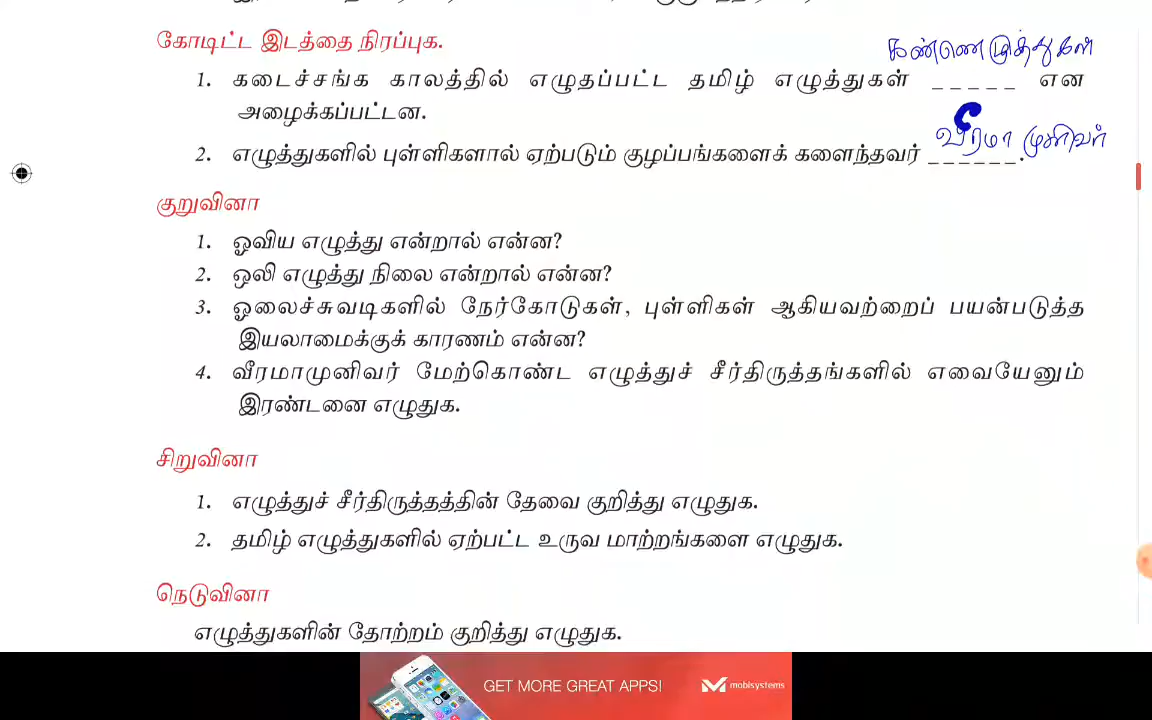 கோடிட்ட இடத்தை நிரப்புக.
கண்ணெழுத்துகள்
1. கடைச்சங்க காலத்தில் எழுதப்பட்ட தமிழ் எழுத்துகள் _ _ _ _ _ என
அழைக்கப்பட்டன.
வீரமா முனிவர்
2. எழுத்துகளில் புள்ளிகளால் ஏற்படும் குழப்பங்களைக் களைந்தவர் _ _ _ _ _ _.
குறுவினா
1. ஓவிய எழுத்து என்றால் என்ன?
2. ஒலி எழுத்து நிலை என்றால் என்ன?
3. ஓலைச்சுவடிகளில் நேர்கோடுகள், புள்ளிகள் ஆகியவற்றைப் பயன்படுத்த
இயலாமைக்குக் காரணம் என்ன?
4. வீரமாமுனிவர் மேற்கொண்ட எழுத்துச் சீர்திருத்தங்களில் எவையேனும்
இரண்டனை எழுதுக.
சிறுவினா
1. எழுத்துச் சீர்திருத்தத்தின் தேவை குறித்து எழுதுக.
2. தமிழ் எழுத்துகளில் ஏற்பட்ட உருவ மாற்றங்களை எழுதுக.
நெடுவினா
எழுத்துகளின் தோற்றம் குறித்து எழுதுக.
GET MORE GREAT APPS!
mobisystems